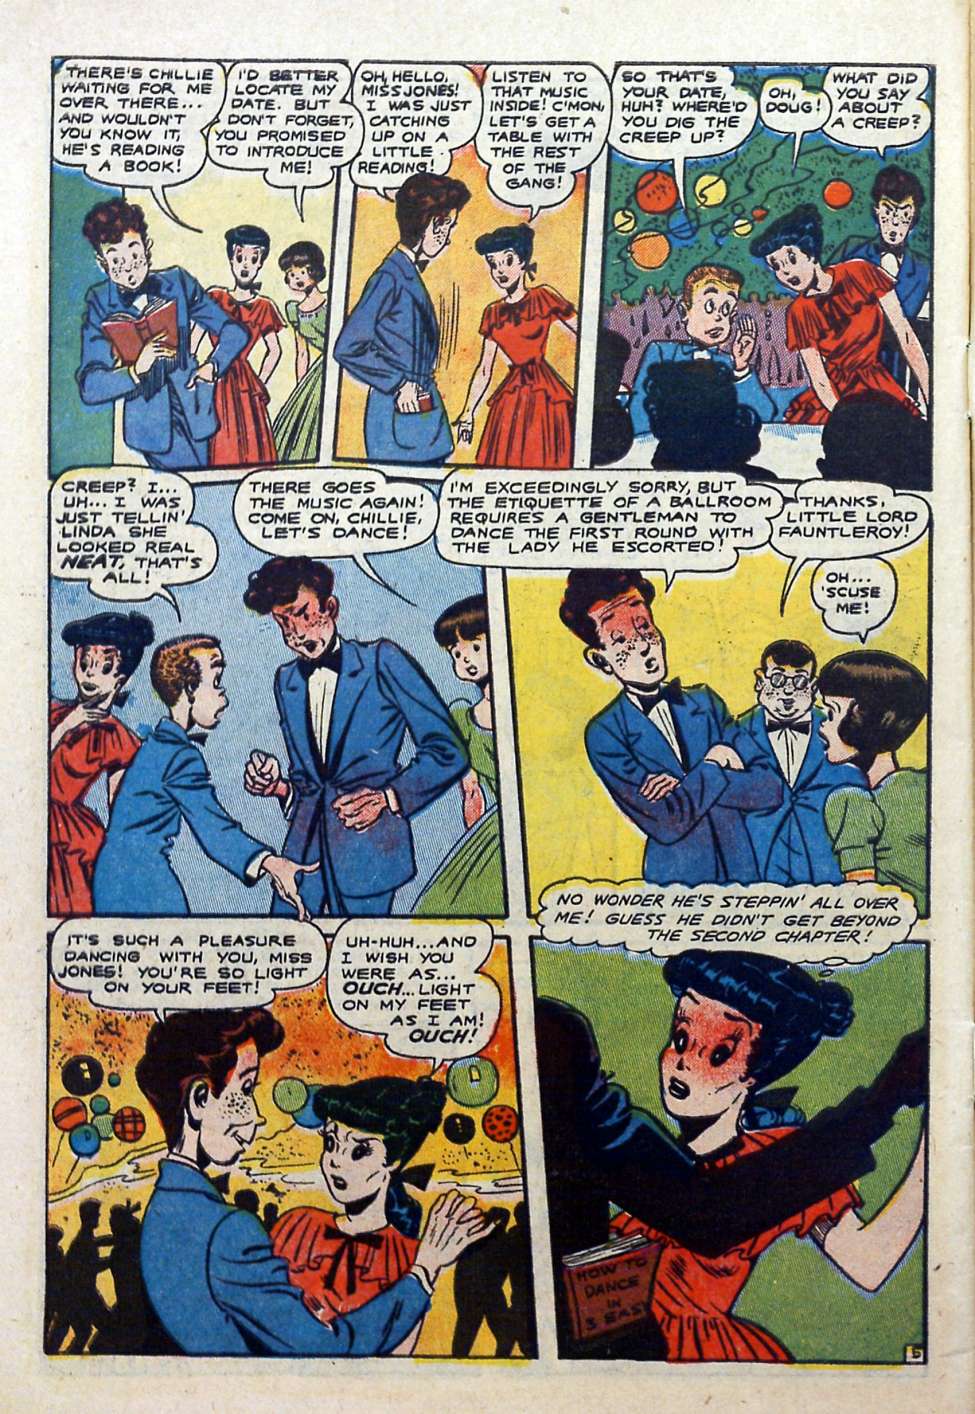 THERE'S CHILLIE
WAITING FOR ME
OVER THERE...
AND WOULDN'T
YOU KNOW IT,
HE'S READING
A BOOK!
I'D BETTER
LOCATE MY
DATE. BUT
DON'T FORGET,
YOU PROMISED
TO INTRODUCE
ME!
OH, HELLO,
MISS JONES!
I WAS JUST
CATCHING
UP ON A
LITTLE
READING!
LISTEN TO
THAT MUSIC
INSIDE! C'MON,
LET'S GET A
TABLE WITH
THE REST
OF THE
GANG!
SO THAT'S
YOUR DATE,
HUH? WHERE'D
YOU DIG THE
CREEP UP?
OH,
DOUG!
WHAT DID
YOU SAY
ABOUT
A CREEP?
CREEP? I...
UH... I WAS
JUST TELLIN'
LINDA SHE
LOOKED REAL
NEAT, THAT'S
ALL!
THERE GOES
THE MUSIC AGAIN!
COME ON, CHILLIE,
LET'S DANCE!
I'M EXCEEDINGLY SORRY, BUT
THE ETIQUETTE OF A BALLROOM
REQUIRES A GENTLEMAN TO
DANCE THE FIRST ROUND WITH
THE LADY HE ESCORTED!
THANKS,
LITTLE LORD
FAUNTLEROY!
OH...
'SCUSE
ME!
IT'S SUCH A PLEASURE
DANCING WITH YOU, MISS
JONES! YOU'RE SO LIGHT
ON YOUR FEET!
UH-HUH...AND
I WISH YOU
WERE AS...
OUCH...LIGHT
ON MY FEET
AS I AM!
OUCH!
NO WONDER HE'S STEPPIN' ALL OVER
ME! GUESS HE DIDN'T GET BEYOND
THE SECOND CHAPTER!
HOW TO
DANCE
IN
3 EAS
5